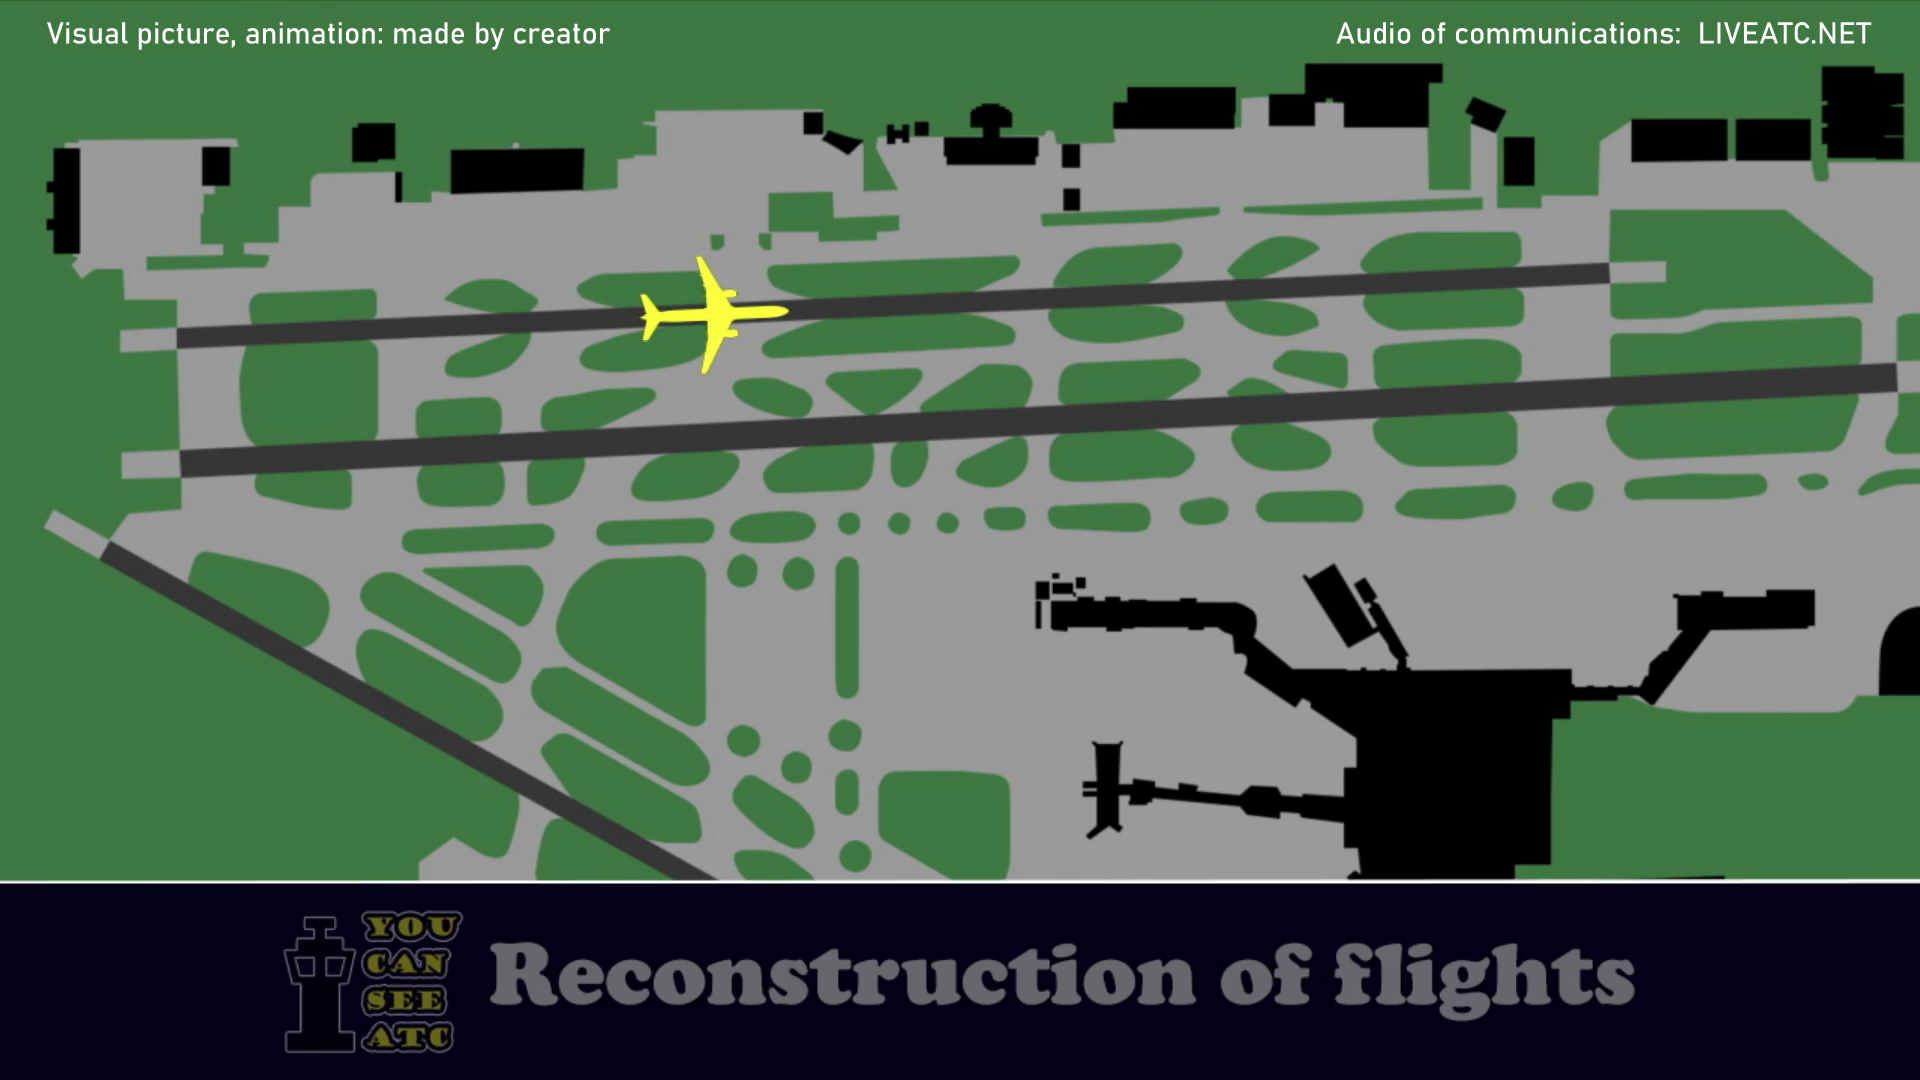 Visual picture, animation: made by creator
Audio of communications: LIVEATC.NET
YOU
CAN
SEE
ATC
Reconstruction of flights